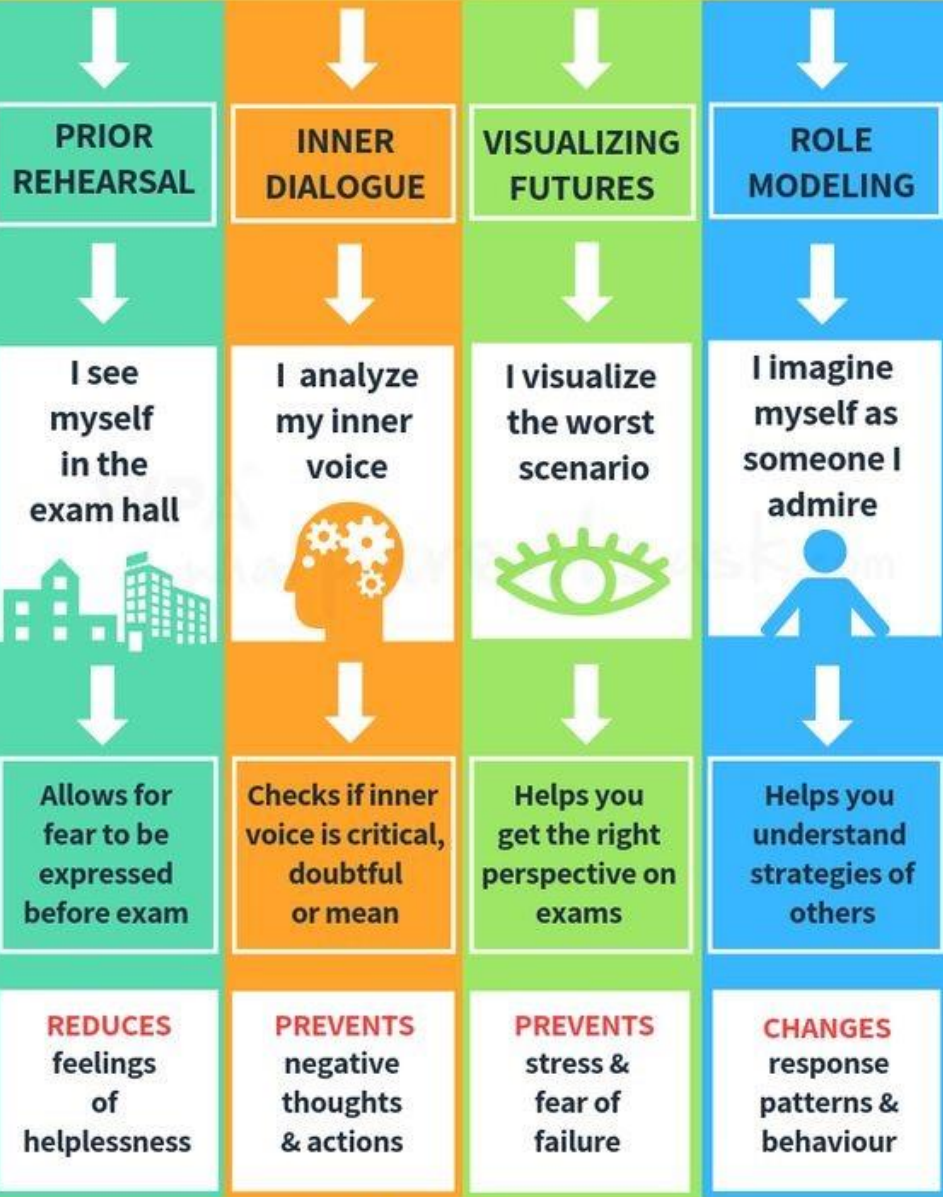 PRIOR
REHEARSAL
I see
myself
in the
exam hall
Allows for
fear to be
expressed
before exam
REDUCES
feelings
of
helplessness
INNER
DIALOGUE
I analyze
my inner
voice
Checks if inner
voice is critical,
doubtful
or mean
PREVENTS
negative
thoughts
& actions
VISUALIZING
FUTURES
I visualize
the worst
scenario
Helps you
get the right
perspective on
exams
PREVENTS
stress &
fear of
failure
ROLE
MODELING
I imagine
myself as
someone I
admire
Helps you
understand
strategies of
others
CHANGES
response
patterns &
behaviour